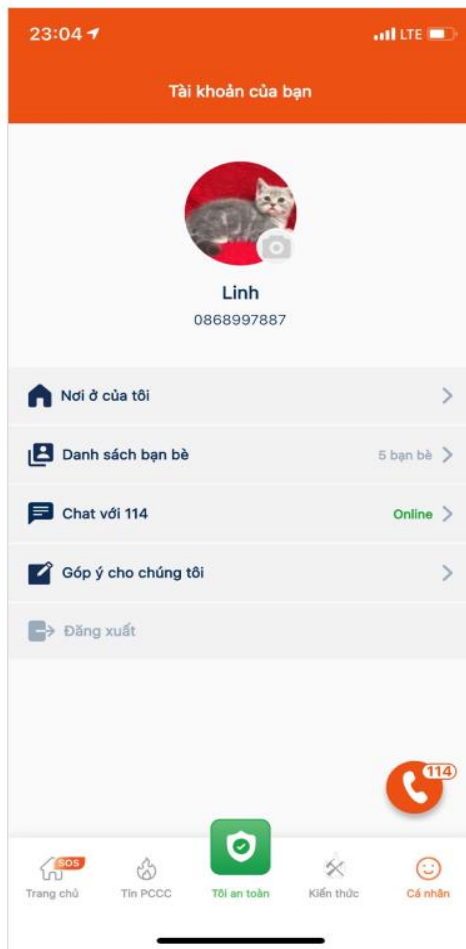 23:04 LTE
Tài khoản của bạn
Linh
0868997887
Nơi ở của tôi
Danh sách bạn bè 5 bạn bè
Chat với 114 Online
Góp ý cho chúng tôi
Đăng xuất
114
SOS
Trang chủ Tin PCCC Tôi an toàn Kiến thức Cá nhân